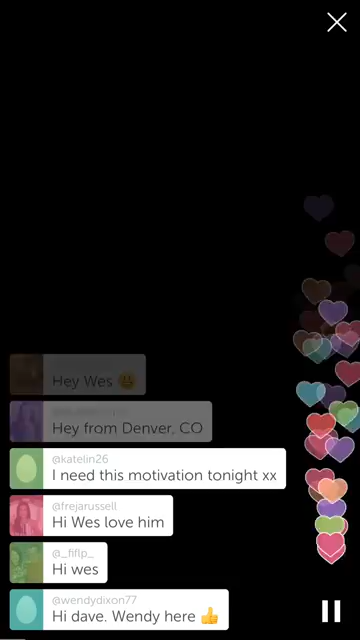 Hey Wes 😃
Hey from Denver, CO
@katelin26
I need this motivation tonight xx
@frejarussell
Hi Wes love him
@_fiflp_
Hi wes
@wendydixon77
Hi dave. Wendy here 👍